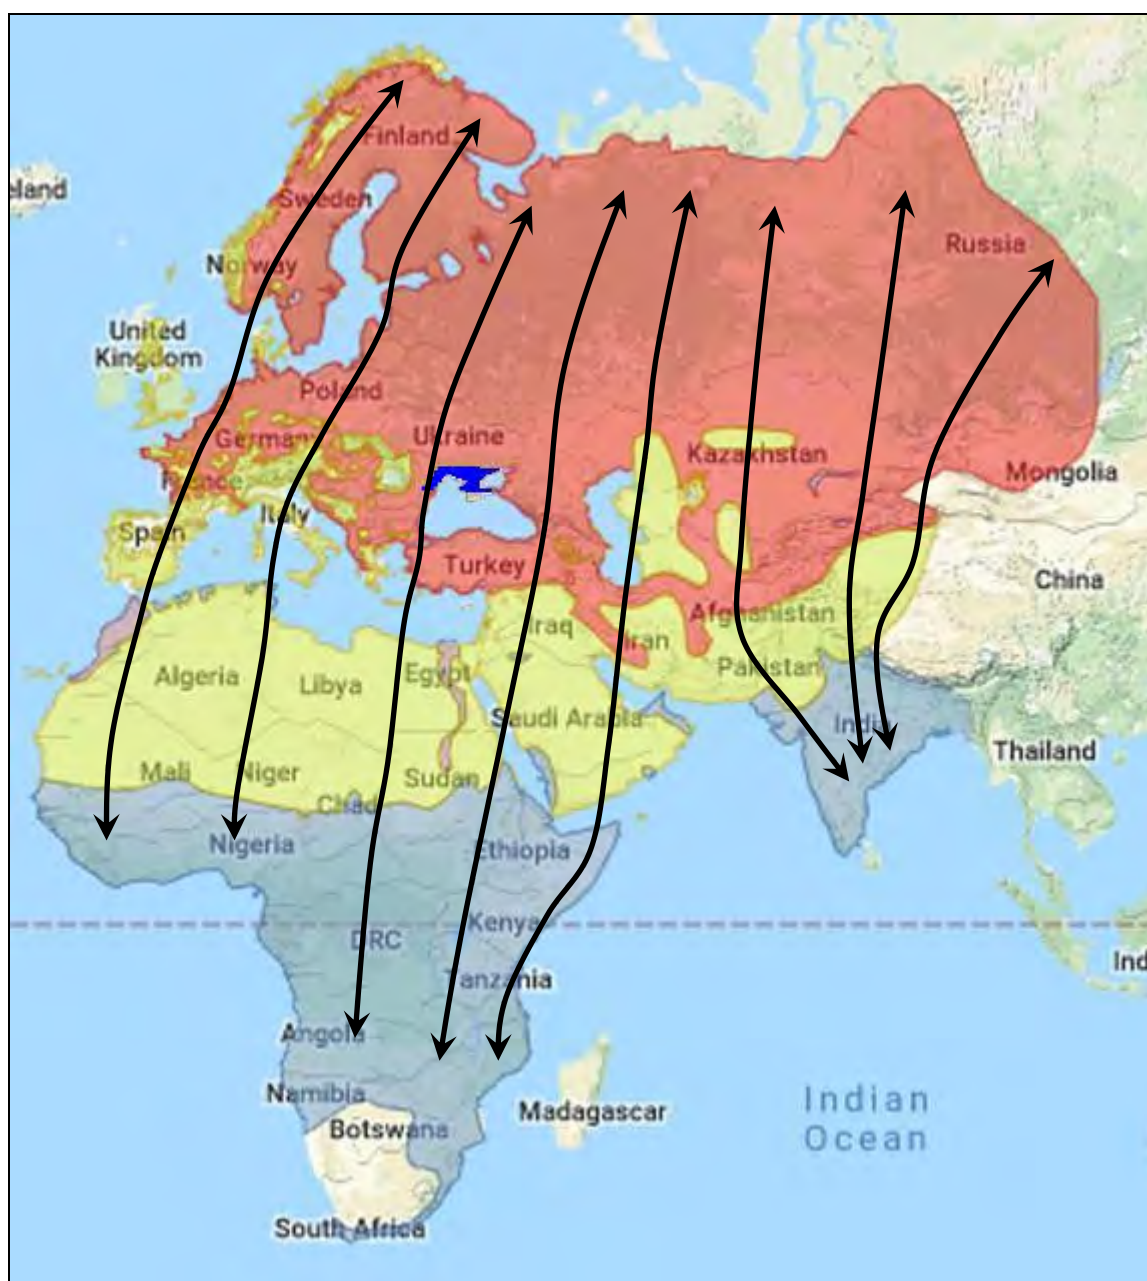 Finland
eland
Sweden
Russia
Norway
United
Kingdom
Poland
Germany
Ukraine
Kazakhstan
Mongolia
France
Italy
Spain
Turkey
China
Afghanistan
Iraq
Iran
Pakistan
Algeria
Libya
Egypt
Saudi Arabia
India
Thailand
Mali
Niger
Sudan
Chad
Nigeria
Ethiopia
Kenya
DRC
Ind
Tanzania
Angola
Namibia
Madagascar
Indian
Ocean
Botswana
South Africa